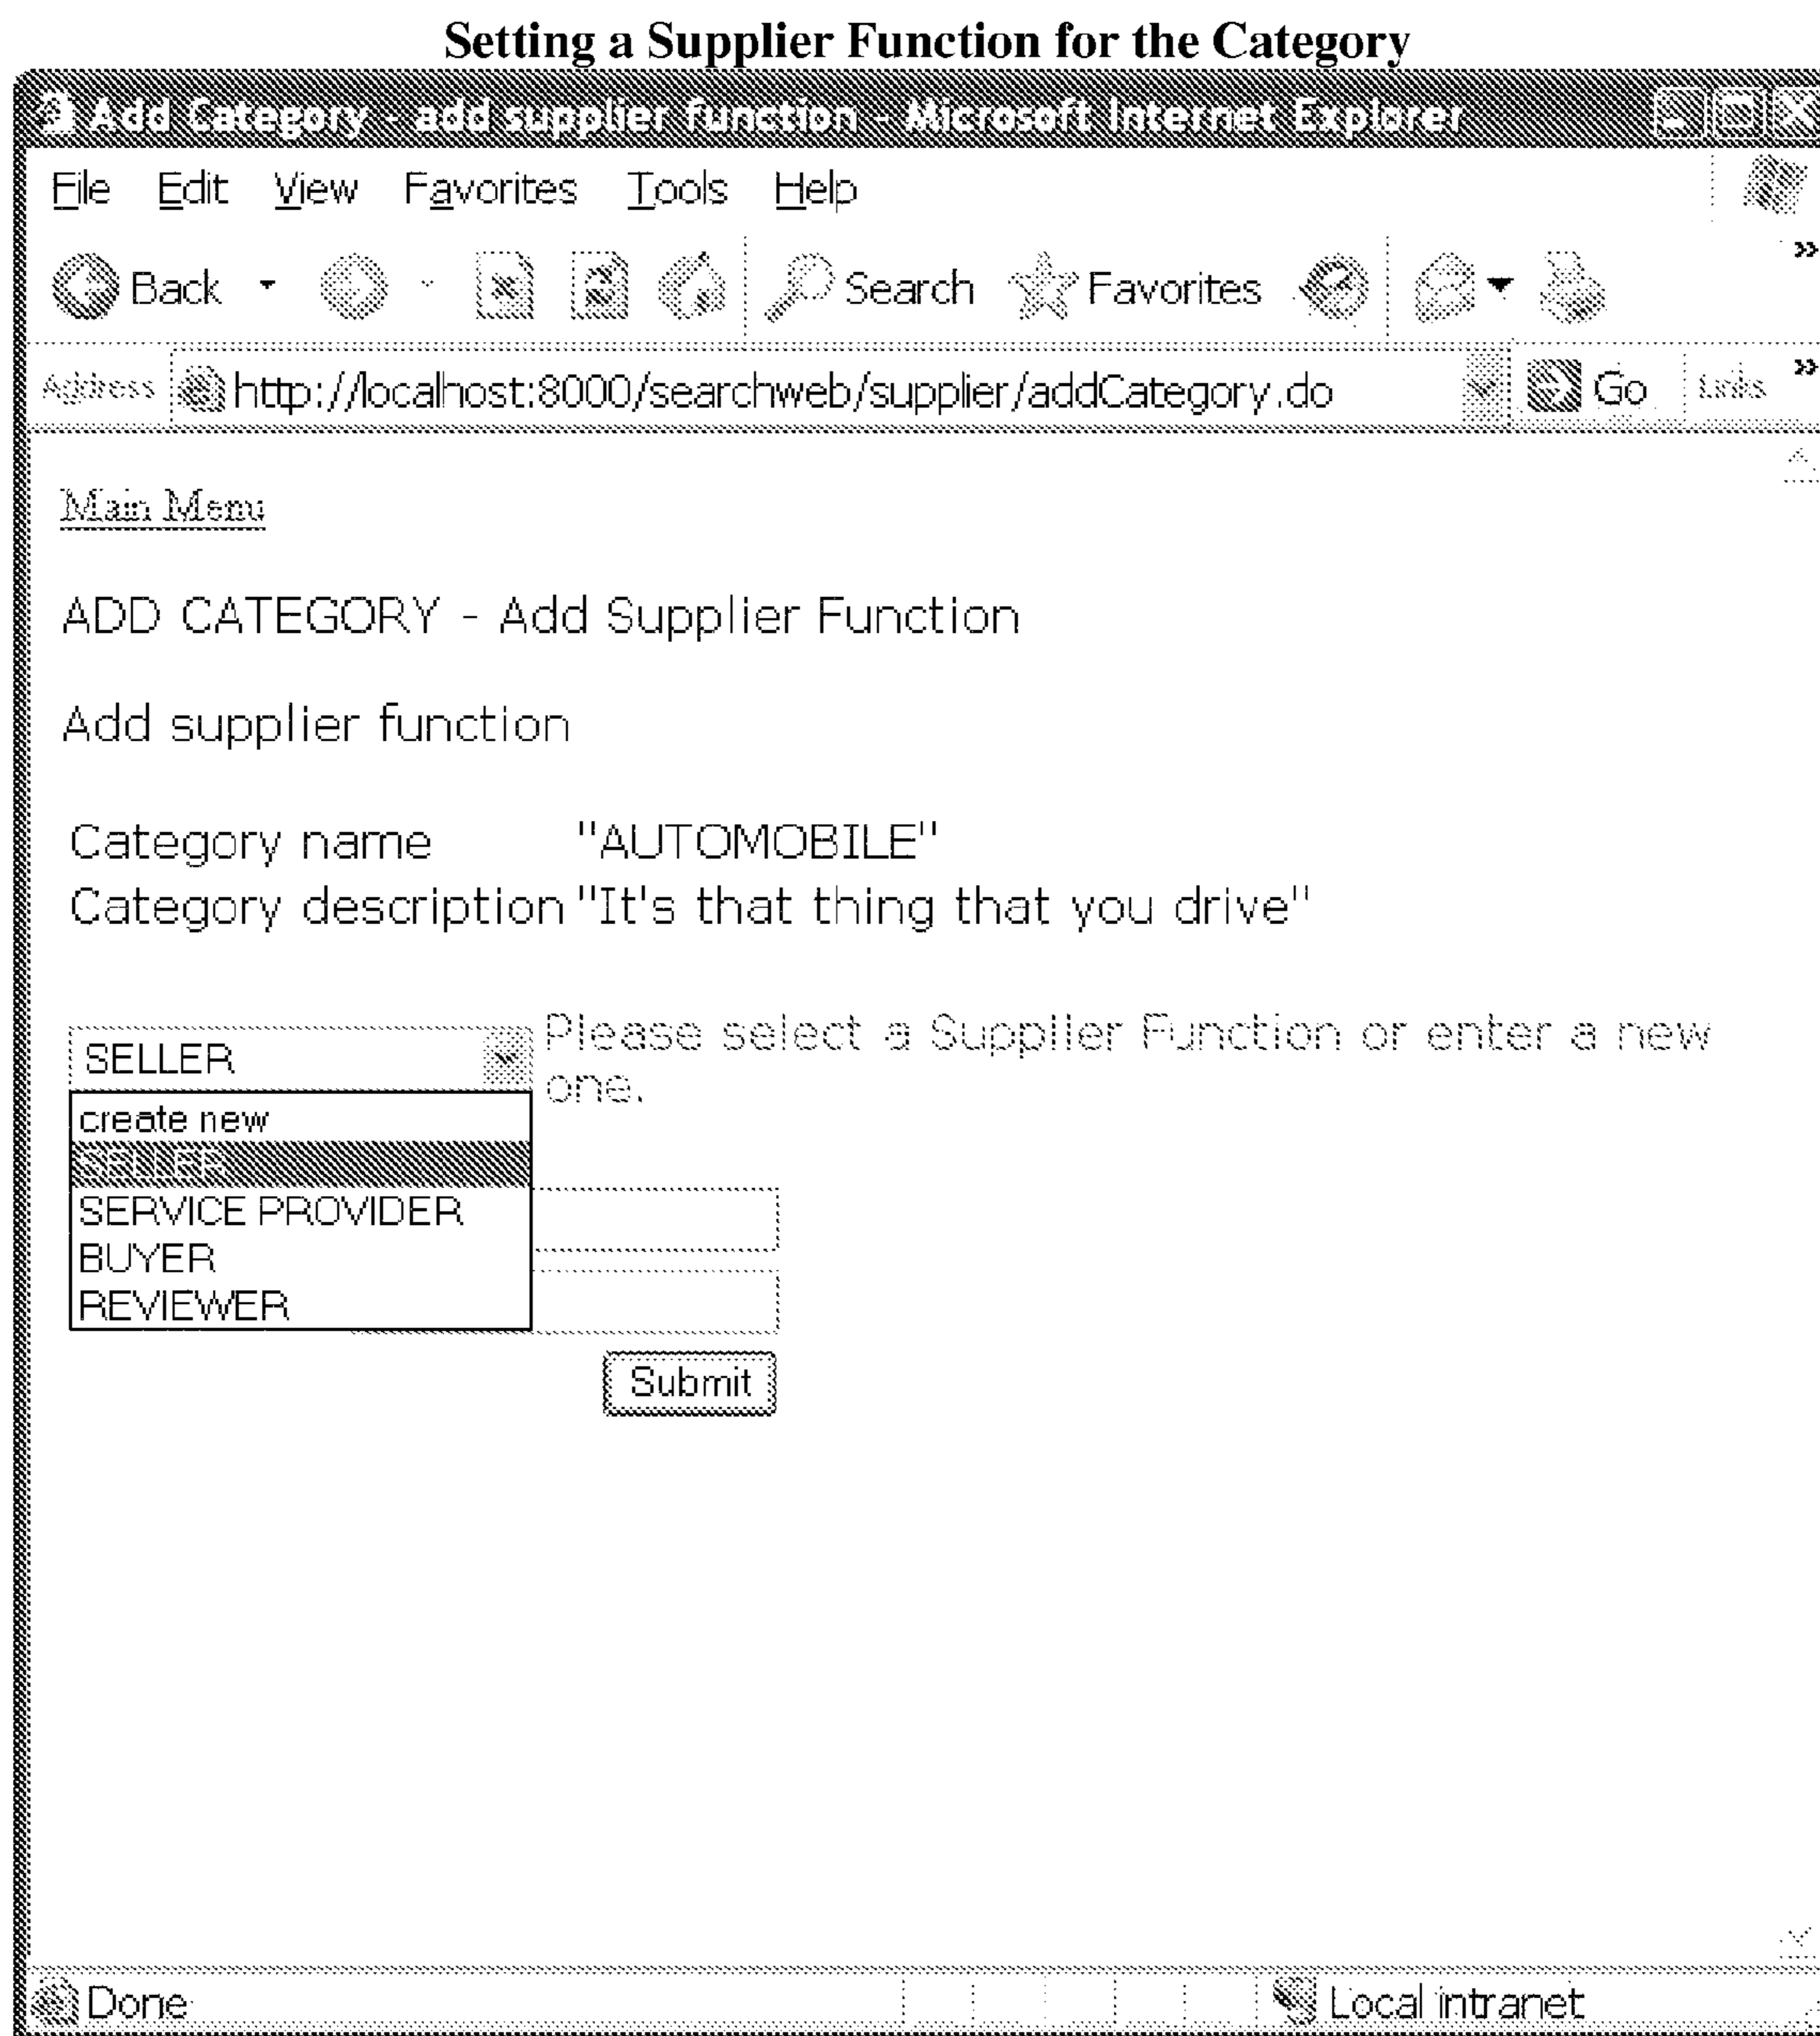 Setting a Supplier Function for the Category
Add Category - add supplier function - Microsoft Internet Explorer
File Edit View Favorites Tools Help
Back Search Favorites
Address http://localhost:8000/searchweb/supplier/addCategory.do Go Links
Main Menu
ADD CATEGORY - Add Supplier Function
Add supplier function
Category name "AUTOMOBILE"
Category description "It's that thing that you drive"
SELLER Please select a Supplier Function or enter a new
one.
create new
SELLER
SERVICE PROVIDER
BUYER
REVIEWER
Submit
Done Local intranet